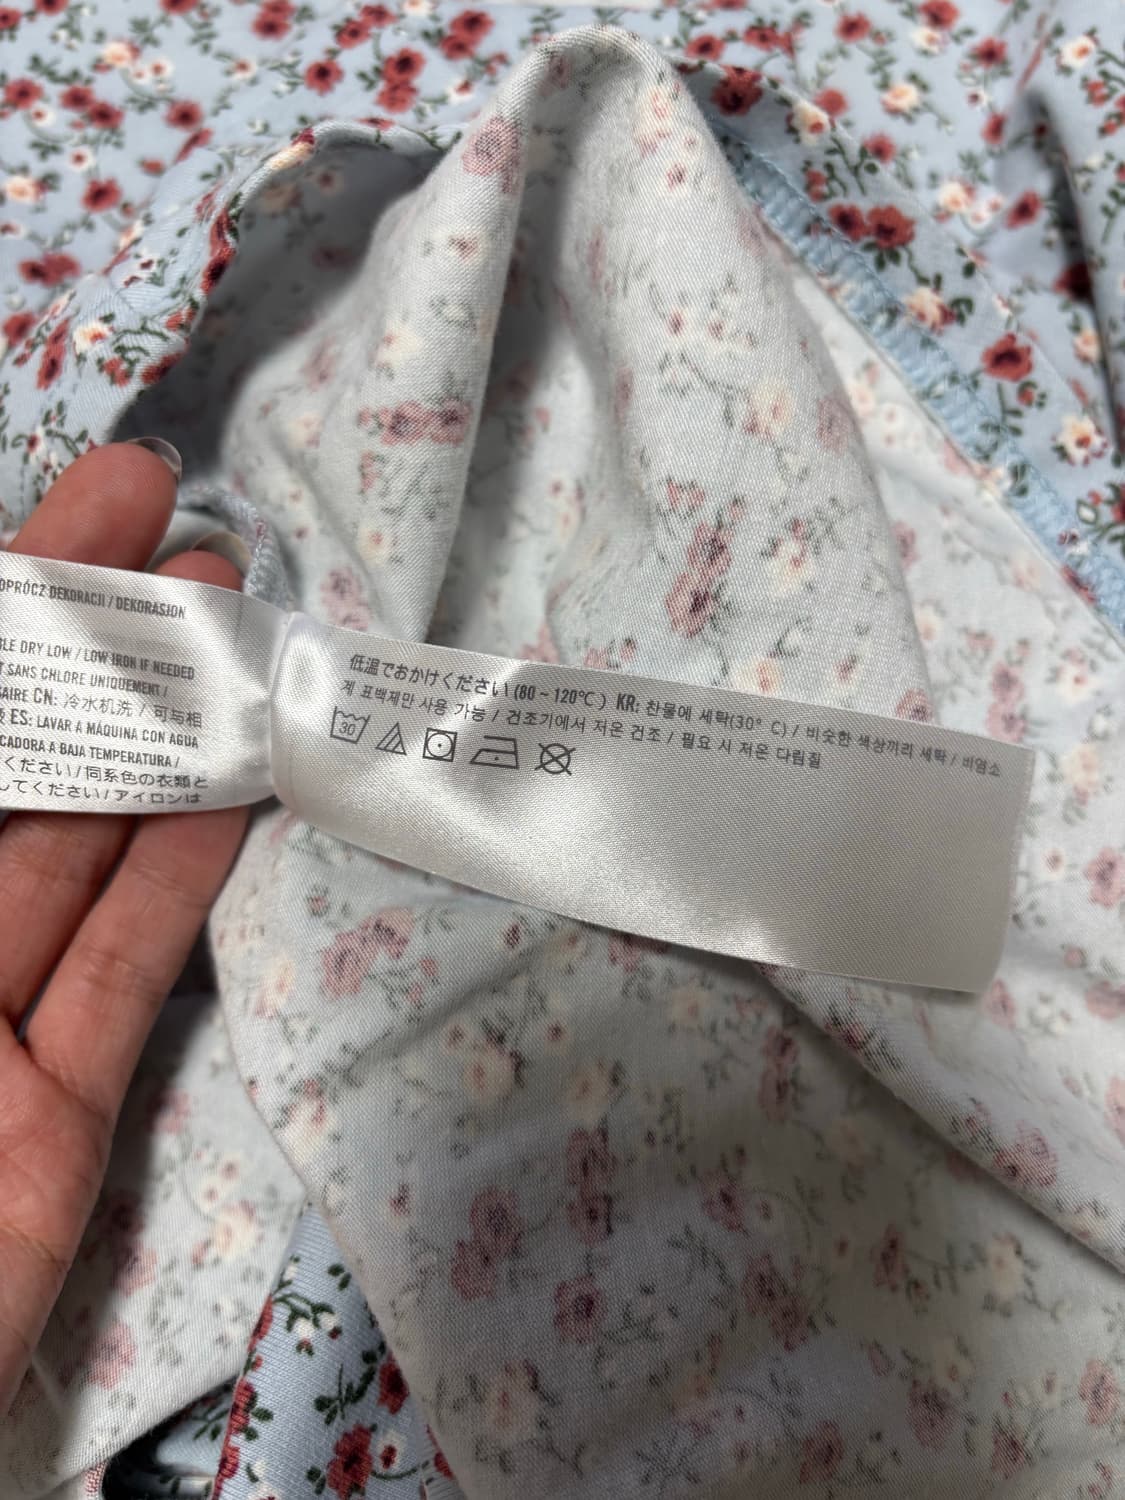 OPRÓCZ DEKORACJI / DEKORASJON
BLE DRY LOW / LOW IRON IF NEEDED
T SANS CHLORE UNIQUEMENT /
AIRE CN: 冷水机洗 / 可与相
ES: LAVAR A MÁQUINA CON AGUA
CADORA A BAJA TEMPERATURA /
ください/同系色の衣類と
してください/アイロンは
低温でおかけください (80 ~ 120℃ ) KR: 찬물에 세탁(30° C) / 비슷한 색상끼리 세탁 / 비염소
계 표백제만 사용 가능 / 건조기에서 저온 건조 / 필요 시 저온 다림질
30